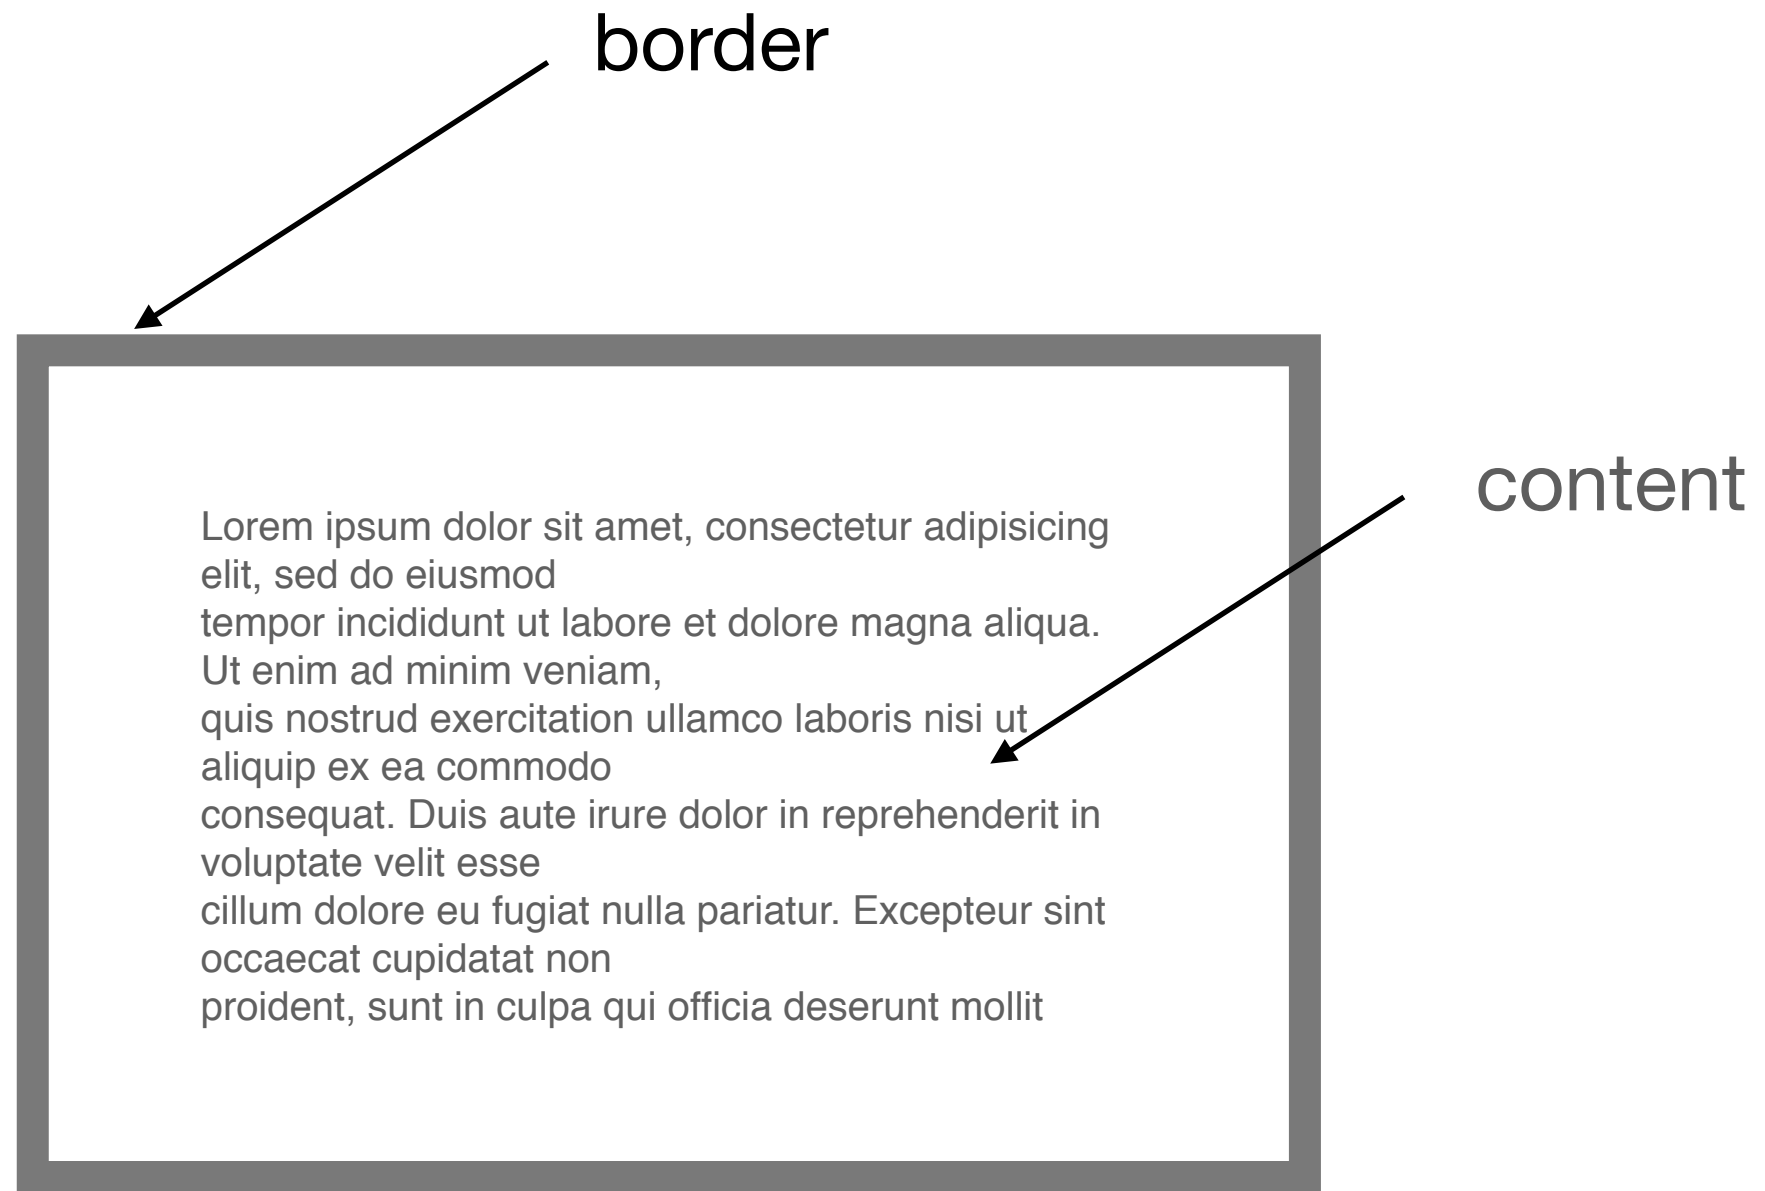 border
content
Lorem ipsum dolor sit amet, consectetur adipisicing
elit, sed do eiusmod
tempor incididunt ut labore et dolore magna aliqua.
Ut enim ad minim veniam,
quis nostrud exercitation ullamco laboris nisi ut
aliquip ex ea commodo
consequat. Duis aute irure dolor in reprehenderit in
voluptate velit esse
cillum dolore eu fugiat nulla pariatur. Excepteur sint
occaecat cupidatat non
proident, sunt in culpa qui officia deserunt mollit